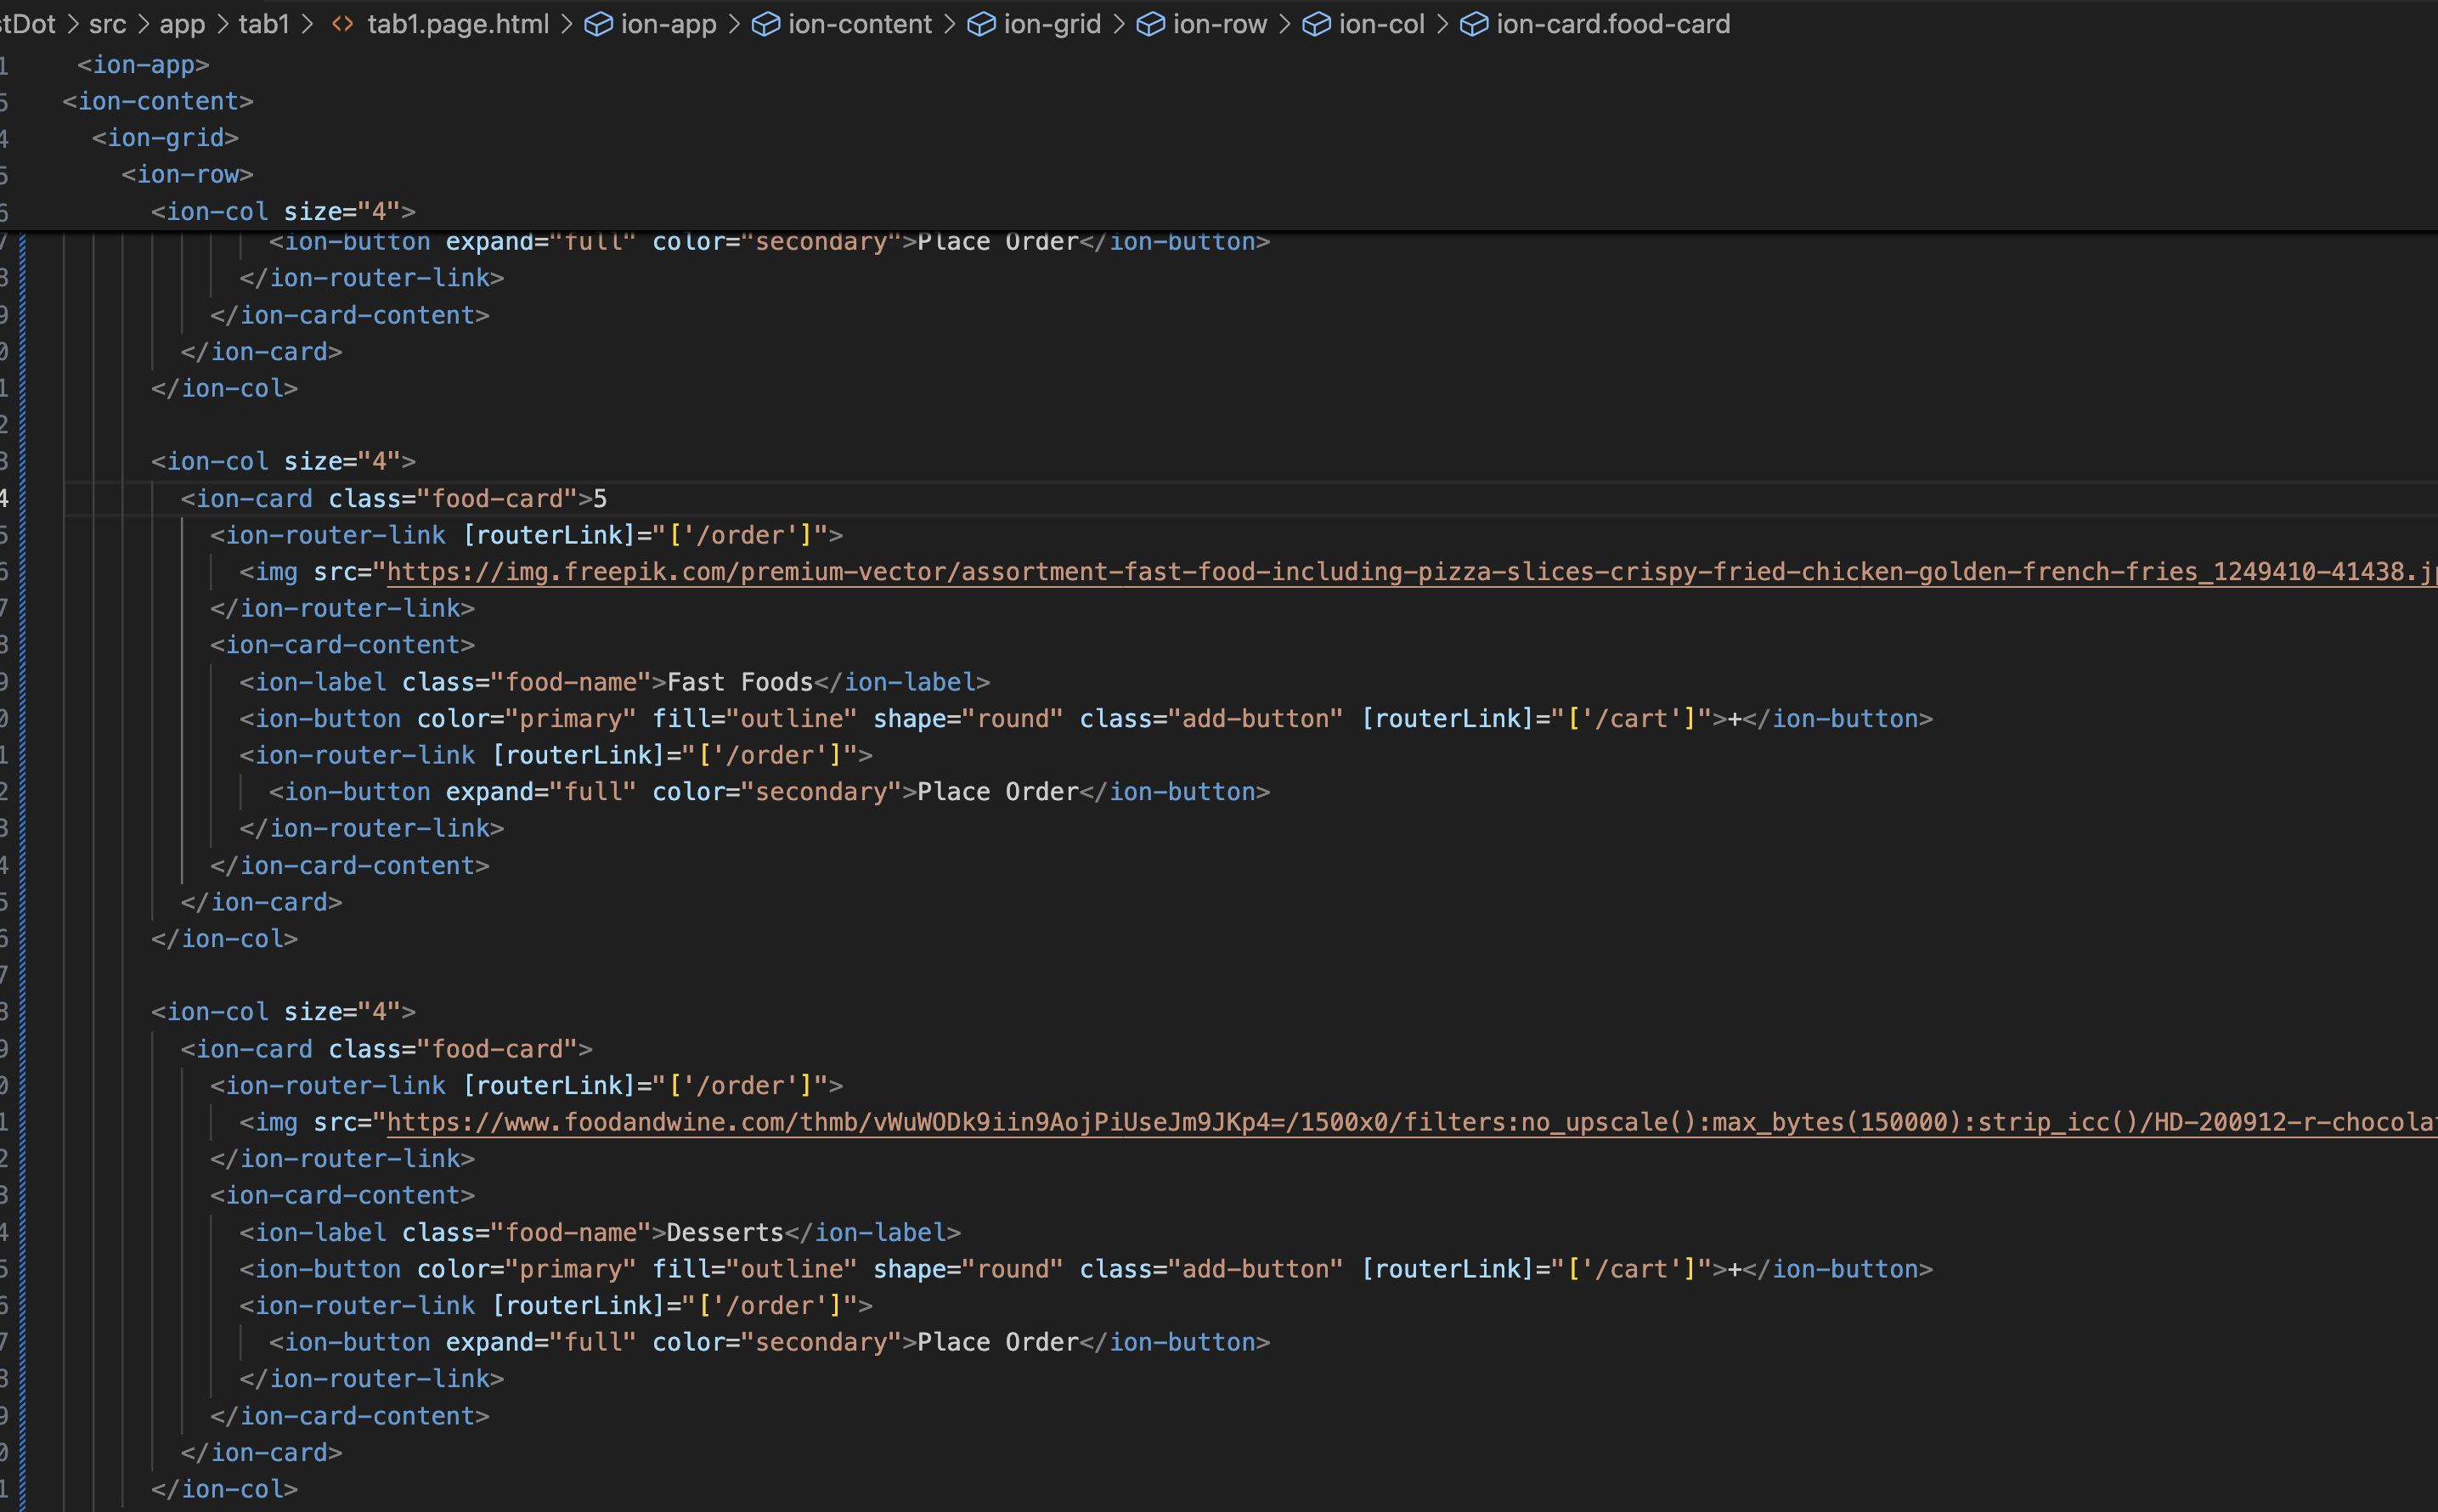 stDot > src > app > tab1 > <> tab1.page.html > ion-app > ion-content > ion-grid > ion-row > ion-col > ion-card.food-card
1 <ion-app>
5 <ion-content>
4 <ion-grid>
5 <ion-row>
6 <ion-col size="4">
7 <ion-button expand="full" color="secondary">Place Order</ion-button>
8 </ion-router-link>
9 </ion-card-content>
0 </ion-card>
1 </ion-col>
2
3 <ion-col size="4">
4 <ion-card class="food-card">5
5 <ion-router-link [routerLink]="['/order']">
6 <img src="https://img.freepik.com/premium-vector/assortment-fast-food-including-pizza-slices-crispy-fried-chicken-golden-french-fries_1249410-41438.jp
7 </ion-router-link>
8 <ion-card-content>
9 <ion-label class="food-name">Fast Foods</ion-label>
0 <ion-button color="primary" fill="outline" shape="round" class="add-button" [routerLink]="['/cart']">+</ion-button>
1 <ion-router-link [routerLink]="['/order']">
2 <ion-button expand="full" color="secondary">Place Order</ion-button>
3 </ion-router-link>
4 </ion-card-content>
5 </ion-card>
6 </ion-col>
7
8 <ion-col size="4">
9 <ion-card class="food-card">
0 <ion-router-link [routerLink]="['/order']">
1 <img src="https://www.foodandwine.com/thmb/vWuWODk9iin9AojPiUseJm9JKp4=/1500x0/filters:no_upscale():max_bytes(150000):strip_icc()/HD-200912-r-chocolat
2 </ion-router-link>
3 <ion-card-content>
4 <ion-label class="food-name">Desserts</ion-label>
5 <ion-button color="primary" fill="outline" shape="round" class="add-button" [routerLink]="['/cart']">+</ion-button>
6 <ion-router-link [routerLink]="['/order']">
7 <ion-button expand="full" color="secondary">Place Order</ion-button>
8 </ion-router-link>
9 </ion-card-content>
0 </ion-card>
1 </ion-col>